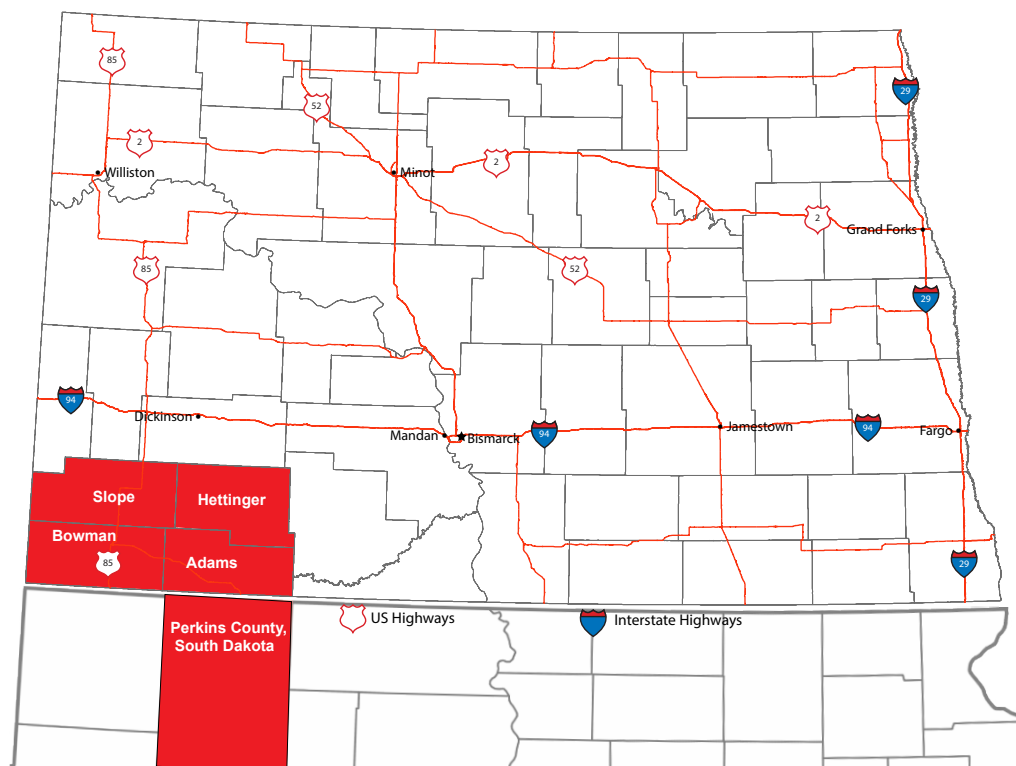 85
29
52
2
2
Williston
Minot
2
Grand Forks
85
52
29
94
Dickinson
Mandan
Bismarck
94
Jamestown
94
Fargo
Slope
Hettinger
Bowman
85
Adams
29
US Highways
Interstate Highways
Perkins County,
South Dakota